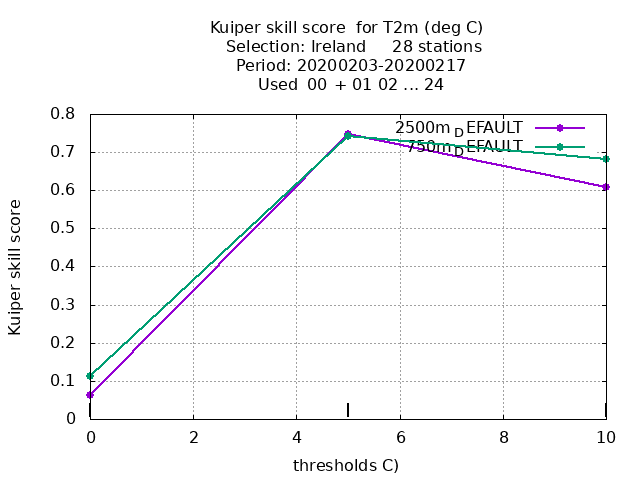 Kuiper skill score for T2m (deg C)
Selection: Ireland 28 stations
Period: 20200203-20200217
Used 00 + 01 02 ... 24
0.8
0.7
0.6
0.5
0.4
0.3
0.2
0.1
0
Kuiper skill score
2500m_DEFAULT
750m_DEFAULT
0 2 4 6 8 10
thresholds C)